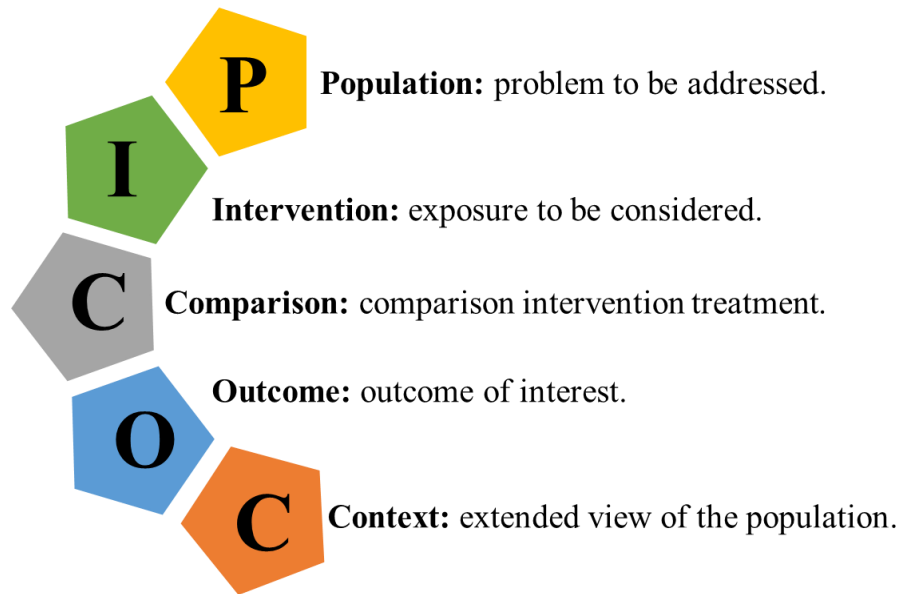 P
Population: problem to be addressed.
I
Intervention: exposure to be considered.
C
Comparison: comparison intervention treatment.
O
Outcome: outcome of interest.
C
Context: extended view of the population.